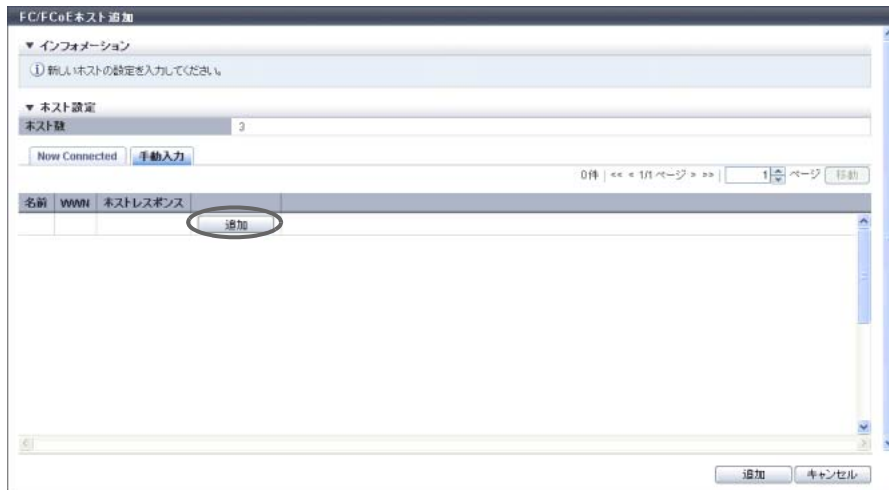 FC/FCoEホスト追加
▼ インフォメーション
新しいホストの設定を入力してください。
▼ ホスト設定
ホスト数 3
Now Connected 手動入力
0件 | << < 1/1 ページ > >> | 1 ページ 移動
名前 WWN ホストレスポンス
追加
追加 キャンセル